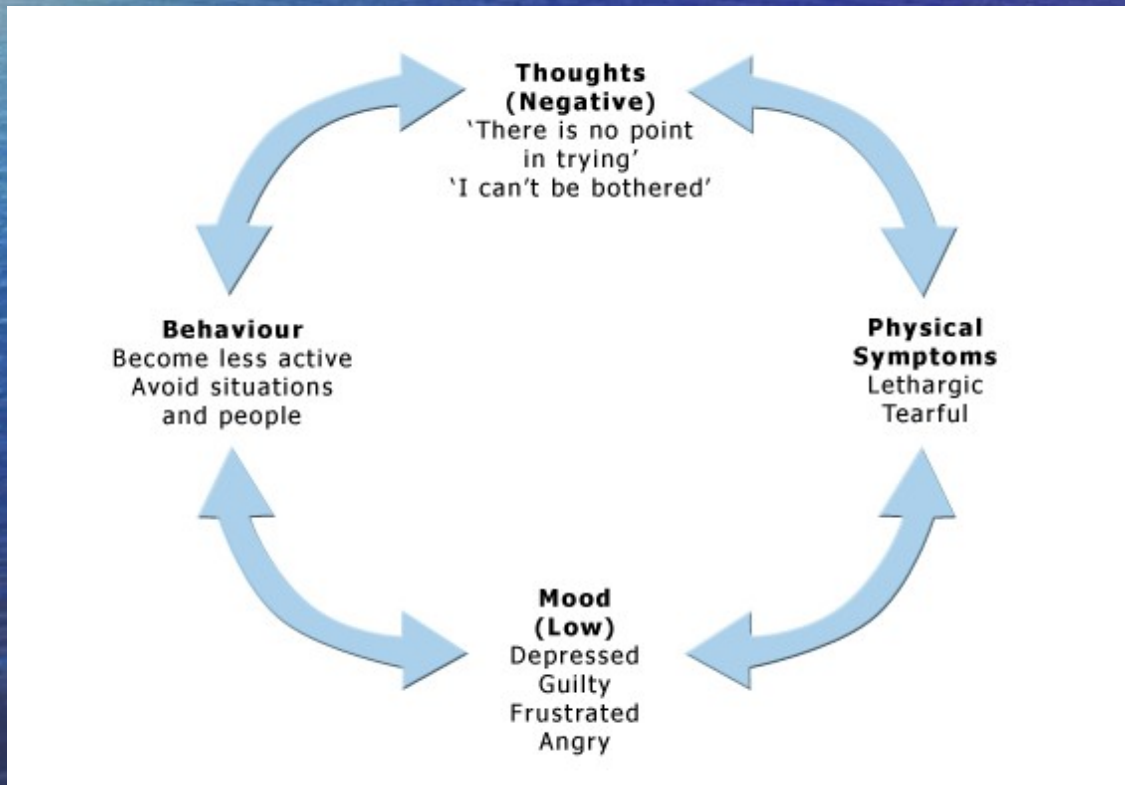 Thoughts
(Negative)
‘There is no point
in trying’
‘I can't be bothered’
Behaviour
Become less active
Avoid situations
and people
Physical
Symptoms
Lethargic
Tearful
Mood
(Low)
Depressed
Guilty
Frustrated
Angry